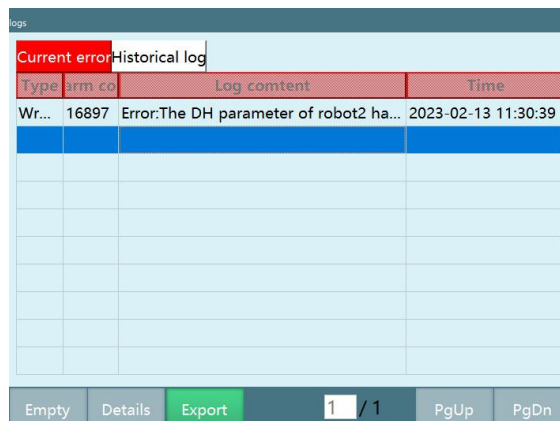 logs
Current error Historical log
Type arm co Log comtent Time
Wr... 16897 Error:The DH parameter of robot2 ha... 2023-02-13 11:30:39
Empty Details Export 1 / 1 PgUp PgDn